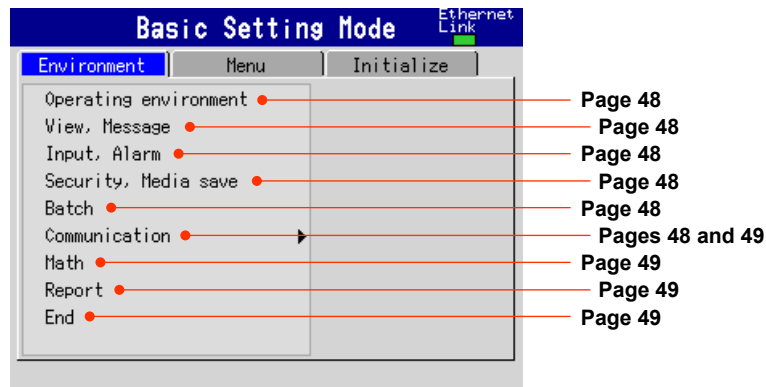 Basic Setting Mode
Ethernet
Link
Environment Menu Initialize
Operating environment Page 48
View, Message Page 48
Input, Alarm Page 48
Security, Media save Page 48
Batch Page 48
Communication Pages 48 and 49
Math Page 49
Report Page 49
End Page 49